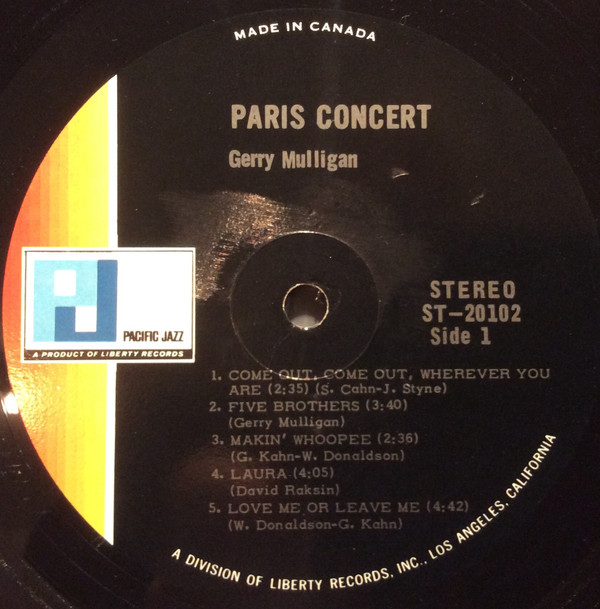 MADE IN CANADA
PARIS CONCERT
Gerry Mulligan
PJ
PACIFIC JAZZ
A PRODUCT OF LIBERTY RECORDS
STEREO
ST-20102
Side 1
1. COME OUT, COME OUT, WHEREVER YOU
ARE (2:35) (S. Cahn-J. Styne)
2. FIVE BROTHERS (3:40)
(Gerry Mulligan)
3. MAKIN' WHOOPEE (2:36)
(G. Kahn-W. Donaldson)
4. LAURA (4:05)
(David Raksin)
5. LOVE ME OR LEAVE ME (4:42)
(W. Donaldson-G. Kahn)
A DIVISION OF LIBERTY RECORDS, INC., LOS ANGELES, CALIFORNIA